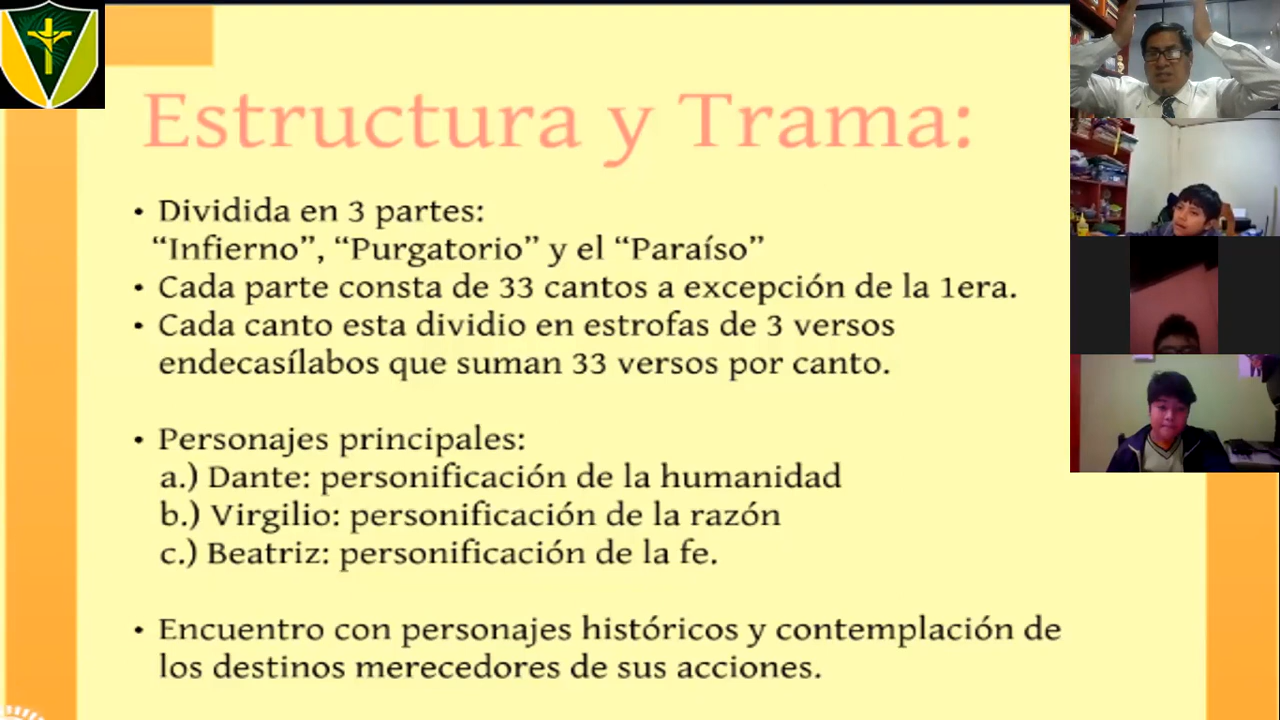 Estructura y Trama:
• Dividida en 3 partes:
“Infierno”, “Purgatorio” y el “Paraíso”
• Cada parte consta de 33 cantos a excepción de la 1era.
• Cada canto esta dividio en estrofas de 3 versos
endecasílabos que suman 33 versos por canto.
• Personajes principales:
a.) Dante: personificación de la humanidad
b.) Virgilio: personificación de la razón
c.) Beatriz: personificación de la fe.
• Encuentro con personajes históricos y contemplación de
los destinos merecedores de sus acciones.